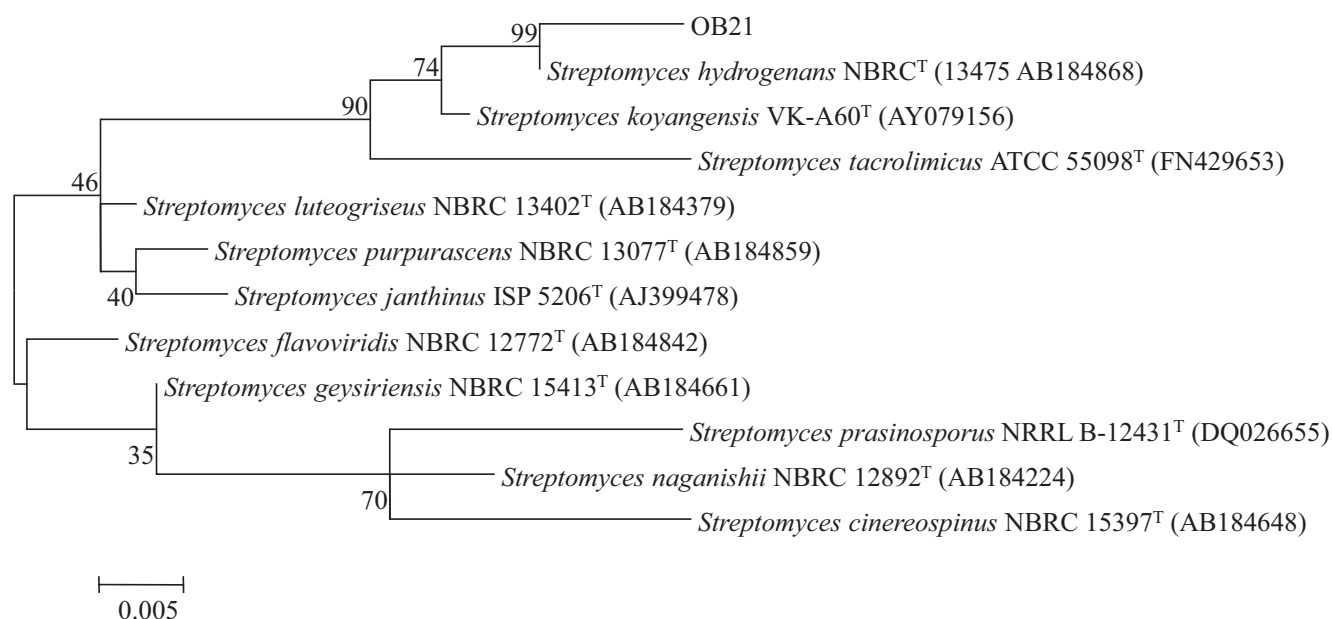 OB21
99
Streptomyces hydrogenans NBRCᵀ (13475 AB184868)
74
Streptomyces koyangensis VK-A60ᵀ (AY079156)
90
Streptomyces tacrolimicus ATCC 55098ᵀ (FN429653)
46
Streptomyces luteogriseus NBRC 13402ᵀ (AB184379)
Streptomyces purpurascens NBRC 13077ᵀ (AB184859)
Streptomyces janthinus ISP 5206ᵀ (AJ399478)
40
Streptomyces flavoviridis NBRC 12772ᵀ (AB184842)
Streptomyces geysiriensis NBRC 15413ᵀ (AB184661)
Streptomyces prasinosporus NRRL B-12431ᵀ (DQ026655)
35
Streptomyces naganishii NBRC 12892ᵀ (AB184224)
70
Streptomyces cinereospinus NBRC 15397ᵀ (AB184648)
0.005